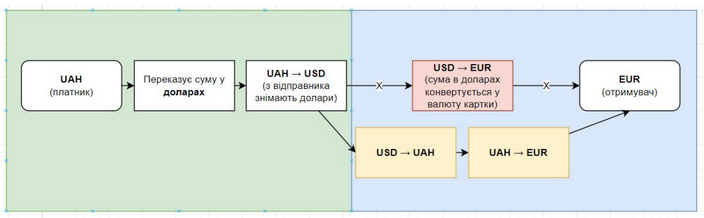 UAH
(платник)
Переказує суму у
доларах
UAH → USD
(з відправника
знімають долари)
X
USD → EUR
(сума в доларах
конвертується у
валюту картки)
X
EUR
(отримувач)
USD → UAH
UAH → EUR